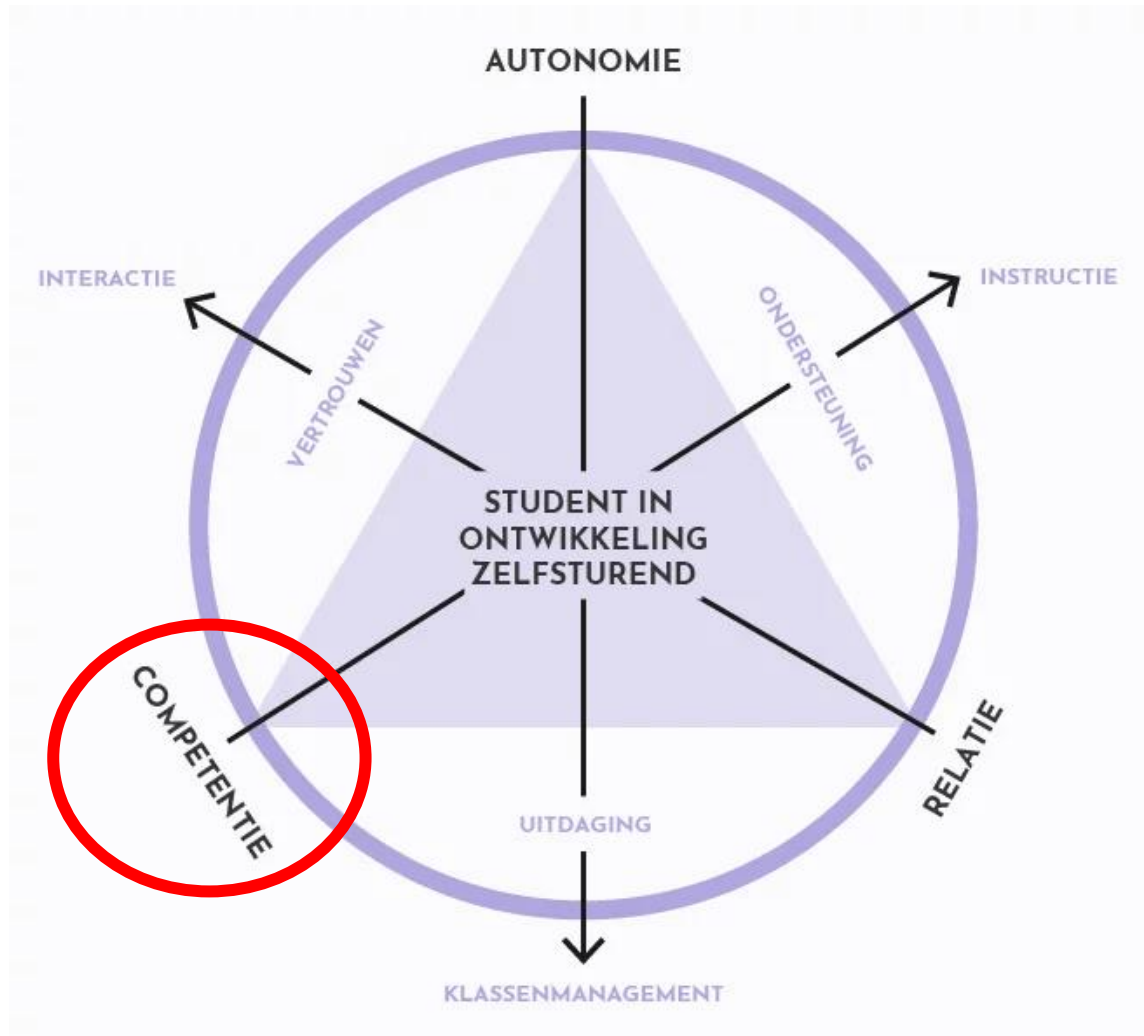 AUTONOMIE
INTERACTIE
INSTRUCTIE
VERTROUWEN
ONDERSTEUNING
STUDENT IN
ONTWIKKELING
ZELFSTUREND
COMPETENTIE
RELATIE
UITDAGING
KLASSENMANAGEMENT